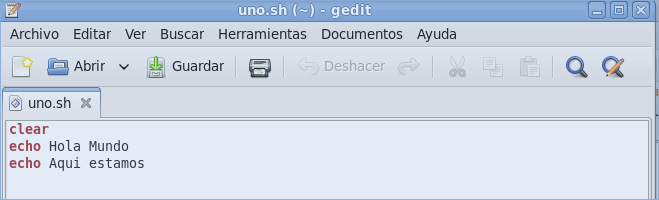 uno.sh (~) - gedit
Archivo Editar Ver Buscar Herramientas Documentos Ayuda
Abrir Guardar Deshacer
uno.sh
clear
echo Hola Mundo
echo Aqui estamos